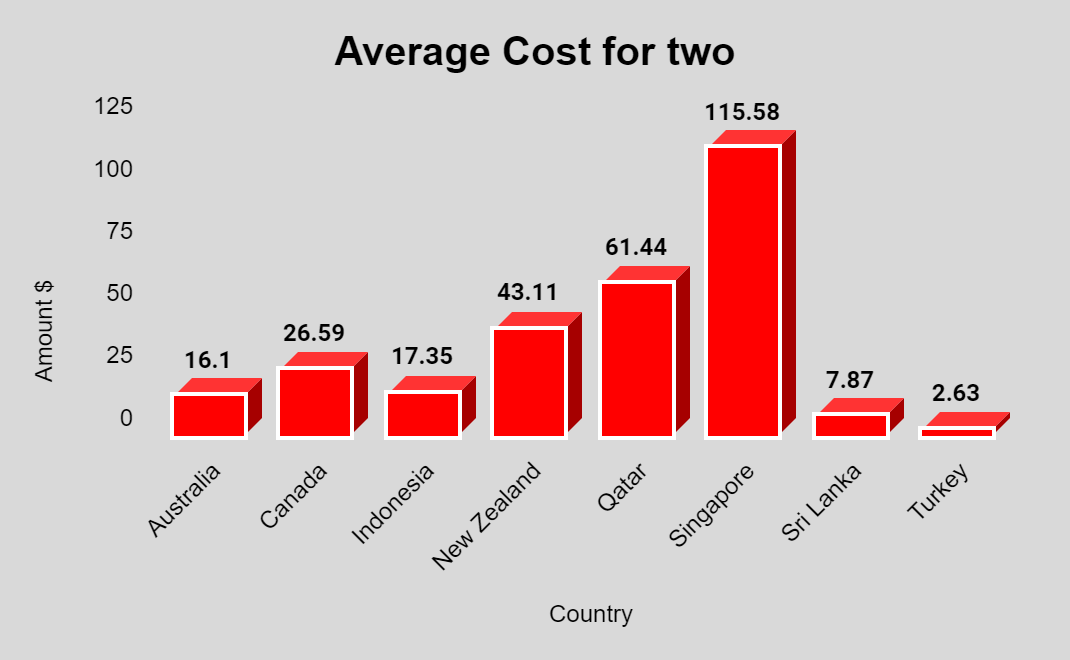 Average Cost for two
125
100
75
50
25
0
Amount $
16.1
26.59
17.35
43.11
61.44
115.58
7.87
2.63
Australia
Canada
Indonesia
New Zealand
Qatar
Singapore
Sri Lanka
Turkey
Country